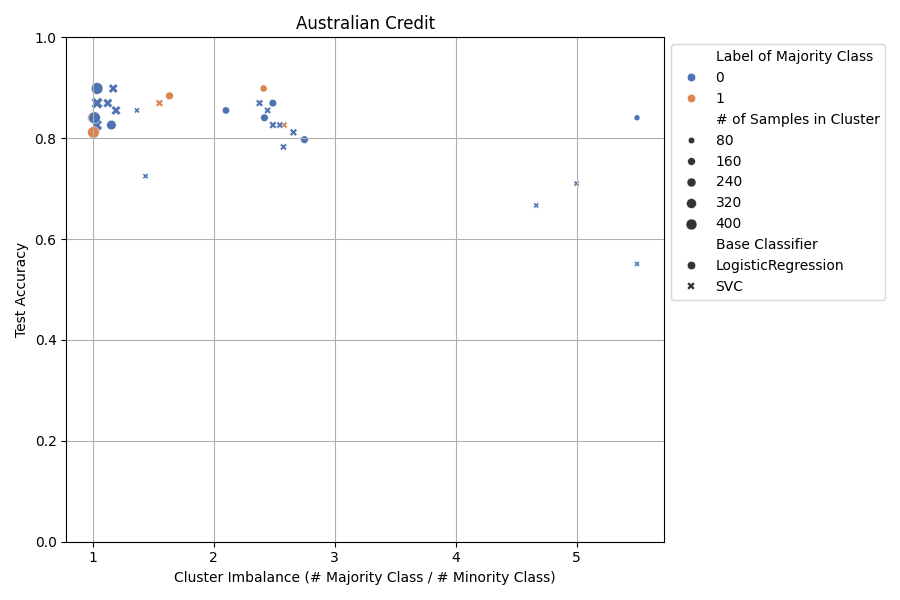 Australian Credit
1.0
0.8
0.6
0.4
0.2
0.0
Test Accuracy
1
2
3
4
5
Cluster Imbalance (# Majority Class / # Minority Class)
Label of Majority Class
0
1
# of Samples in Cluster
80
160
240
320
400
Base Classifier
LogisticRegression
SVC